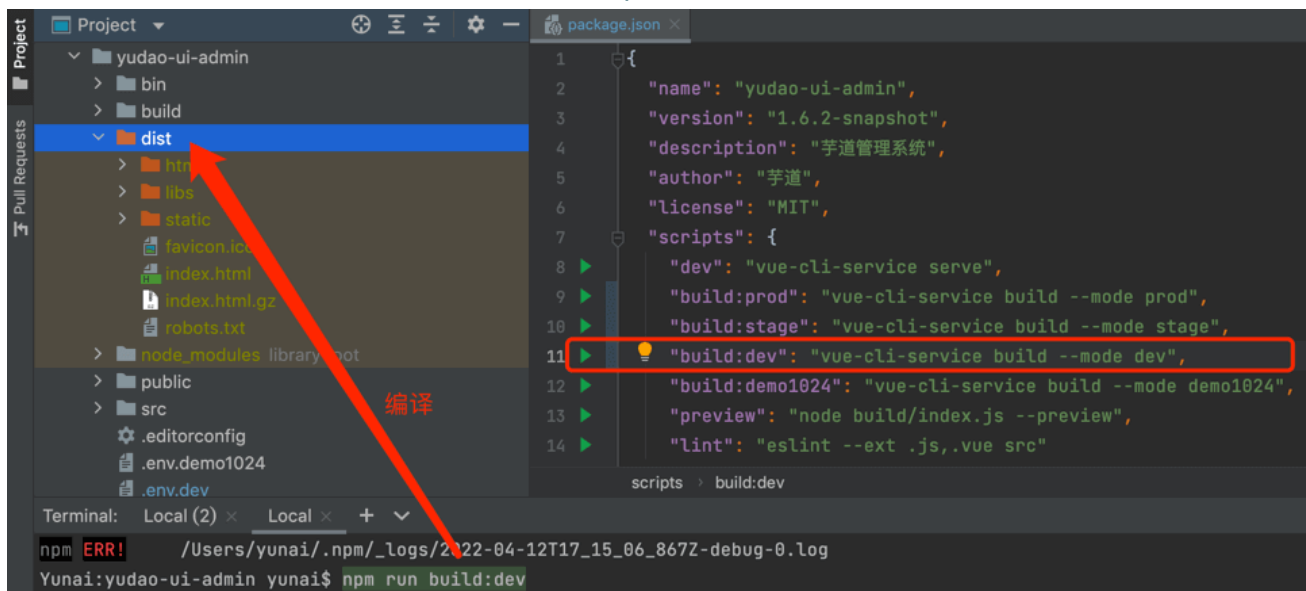 Project
Pull Requests
Project
yudao-ui-admin
bin
build
dist
libs
static
favicon.ico
index.html
index.html.gz
robots.txt
node_modules library root
public
src
.editorconfig
.env.demo1024
.env.dev
编译
package.json
1 {
2 "name": "yudao-ui-admin",
3 "version": "1.6.2-snapshot",
4 "description": "芋道管理系统",
5 "author": "芋道",
6 "license": "MIT",
7 "scripts": {
8 "dev": "vue-cli-service serve",
9 "build:prod": "vue-cli-service build --mode prod",
10 "build:stage": "vue-cli-service build --mode stage",
11 "build:dev": "vue-cli-service build --mode dev",
12 "build:demo1024": "vue-cli-service build --mode demo1024",
13 "preview": "node build/index.js --preview",
14 "lint": "eslint --ext .js,.vue src"
scripts › build:dev
Terminal: Local (2) × Local × +
npm ERR! /Users/yunai/.npm/_logs/2022-04-12T17_15_06_867Z-debug-0.log
Yunai:yudao-ui-admin yunai$ npm run build:dev